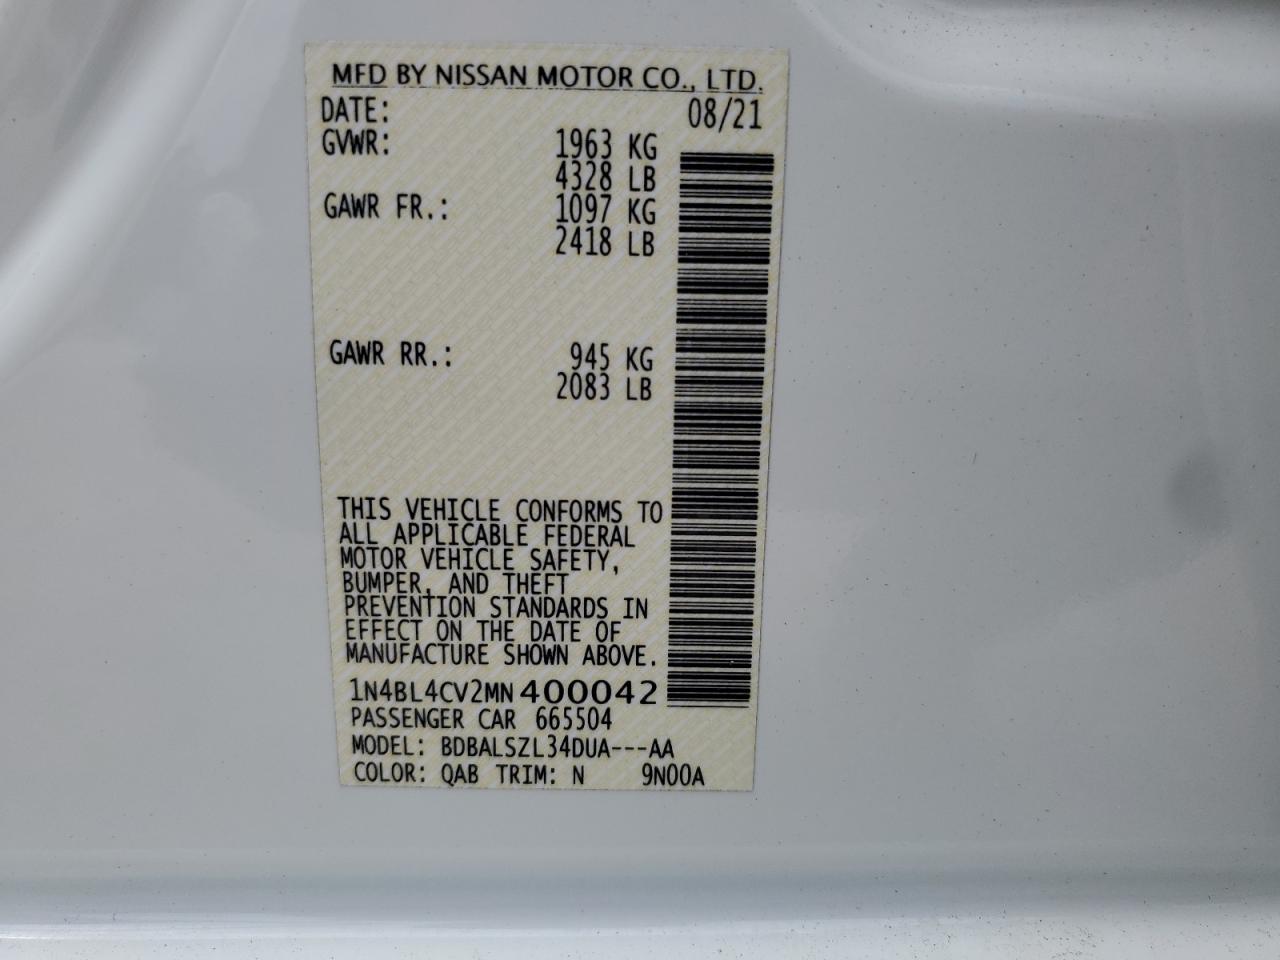 MFD BY NISSAN MOTOR CO., LTD.
DATE: 08/21
GVWR: 1963 KG
4328 LB
GAWR FR.: 1097 KG
2418 LB
GAWR RR.: 945 KG
2083 LB
THIS VEHICLE CONFORMS TO
ALL APPLICABLE FEDERAL
MOTOR VEHICLE SAFETY,
BUMPER, AND THEFT
PREVENTION STANDARDS IN
EFFECT ON THE DATE OF
MANUFACTURE SHOWN ABOVE.
1N4BL4CV2MN400042
PASSENGER CAR 665504
MODEL: BDBALSZL34DUA---AA
COLOR: QAB TRIM: N 9N00A